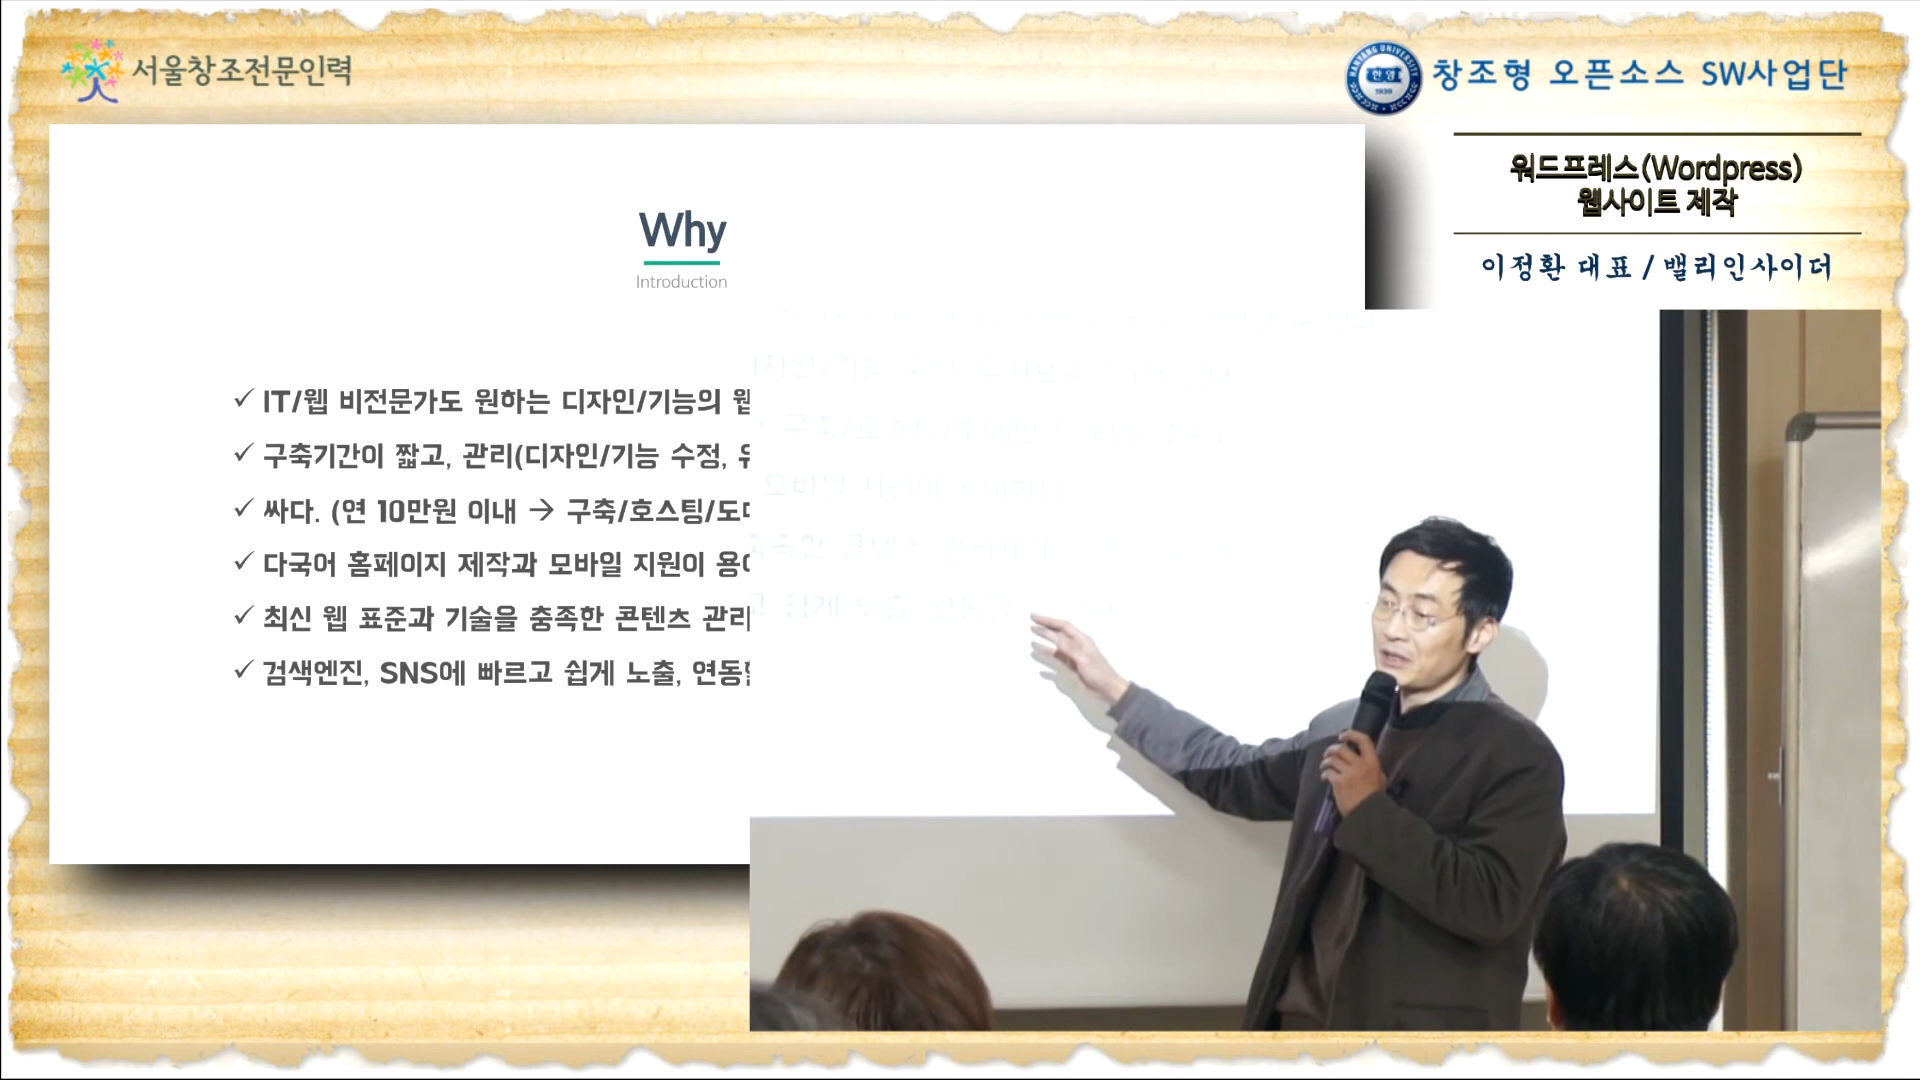 서울창조전문인력
HANYANG UNIVERSITY
한양
1939
창조형 오픈소스 SW사업단
워드프레스(Wordpress)
웹사이트 제작
이정환 대표 / 밸리인사이더
Why
Introduction
✓ IT/웹 비전문가도 원하는 디자인/기능의 웹
✓ 구축기간이 짧고, 관리(디자인/기능 수정,
✓ 싸다. (연 10만원 이내 → 구축/호스팅/도메
✓ 다국어 홈페이지 제작과 모바일 지원이
✓ 최신 웹 표준과 기술을 충족한 콘텐츠 관리
✓ 검색엔진, SNS에 빠르고 쉽게 노출,